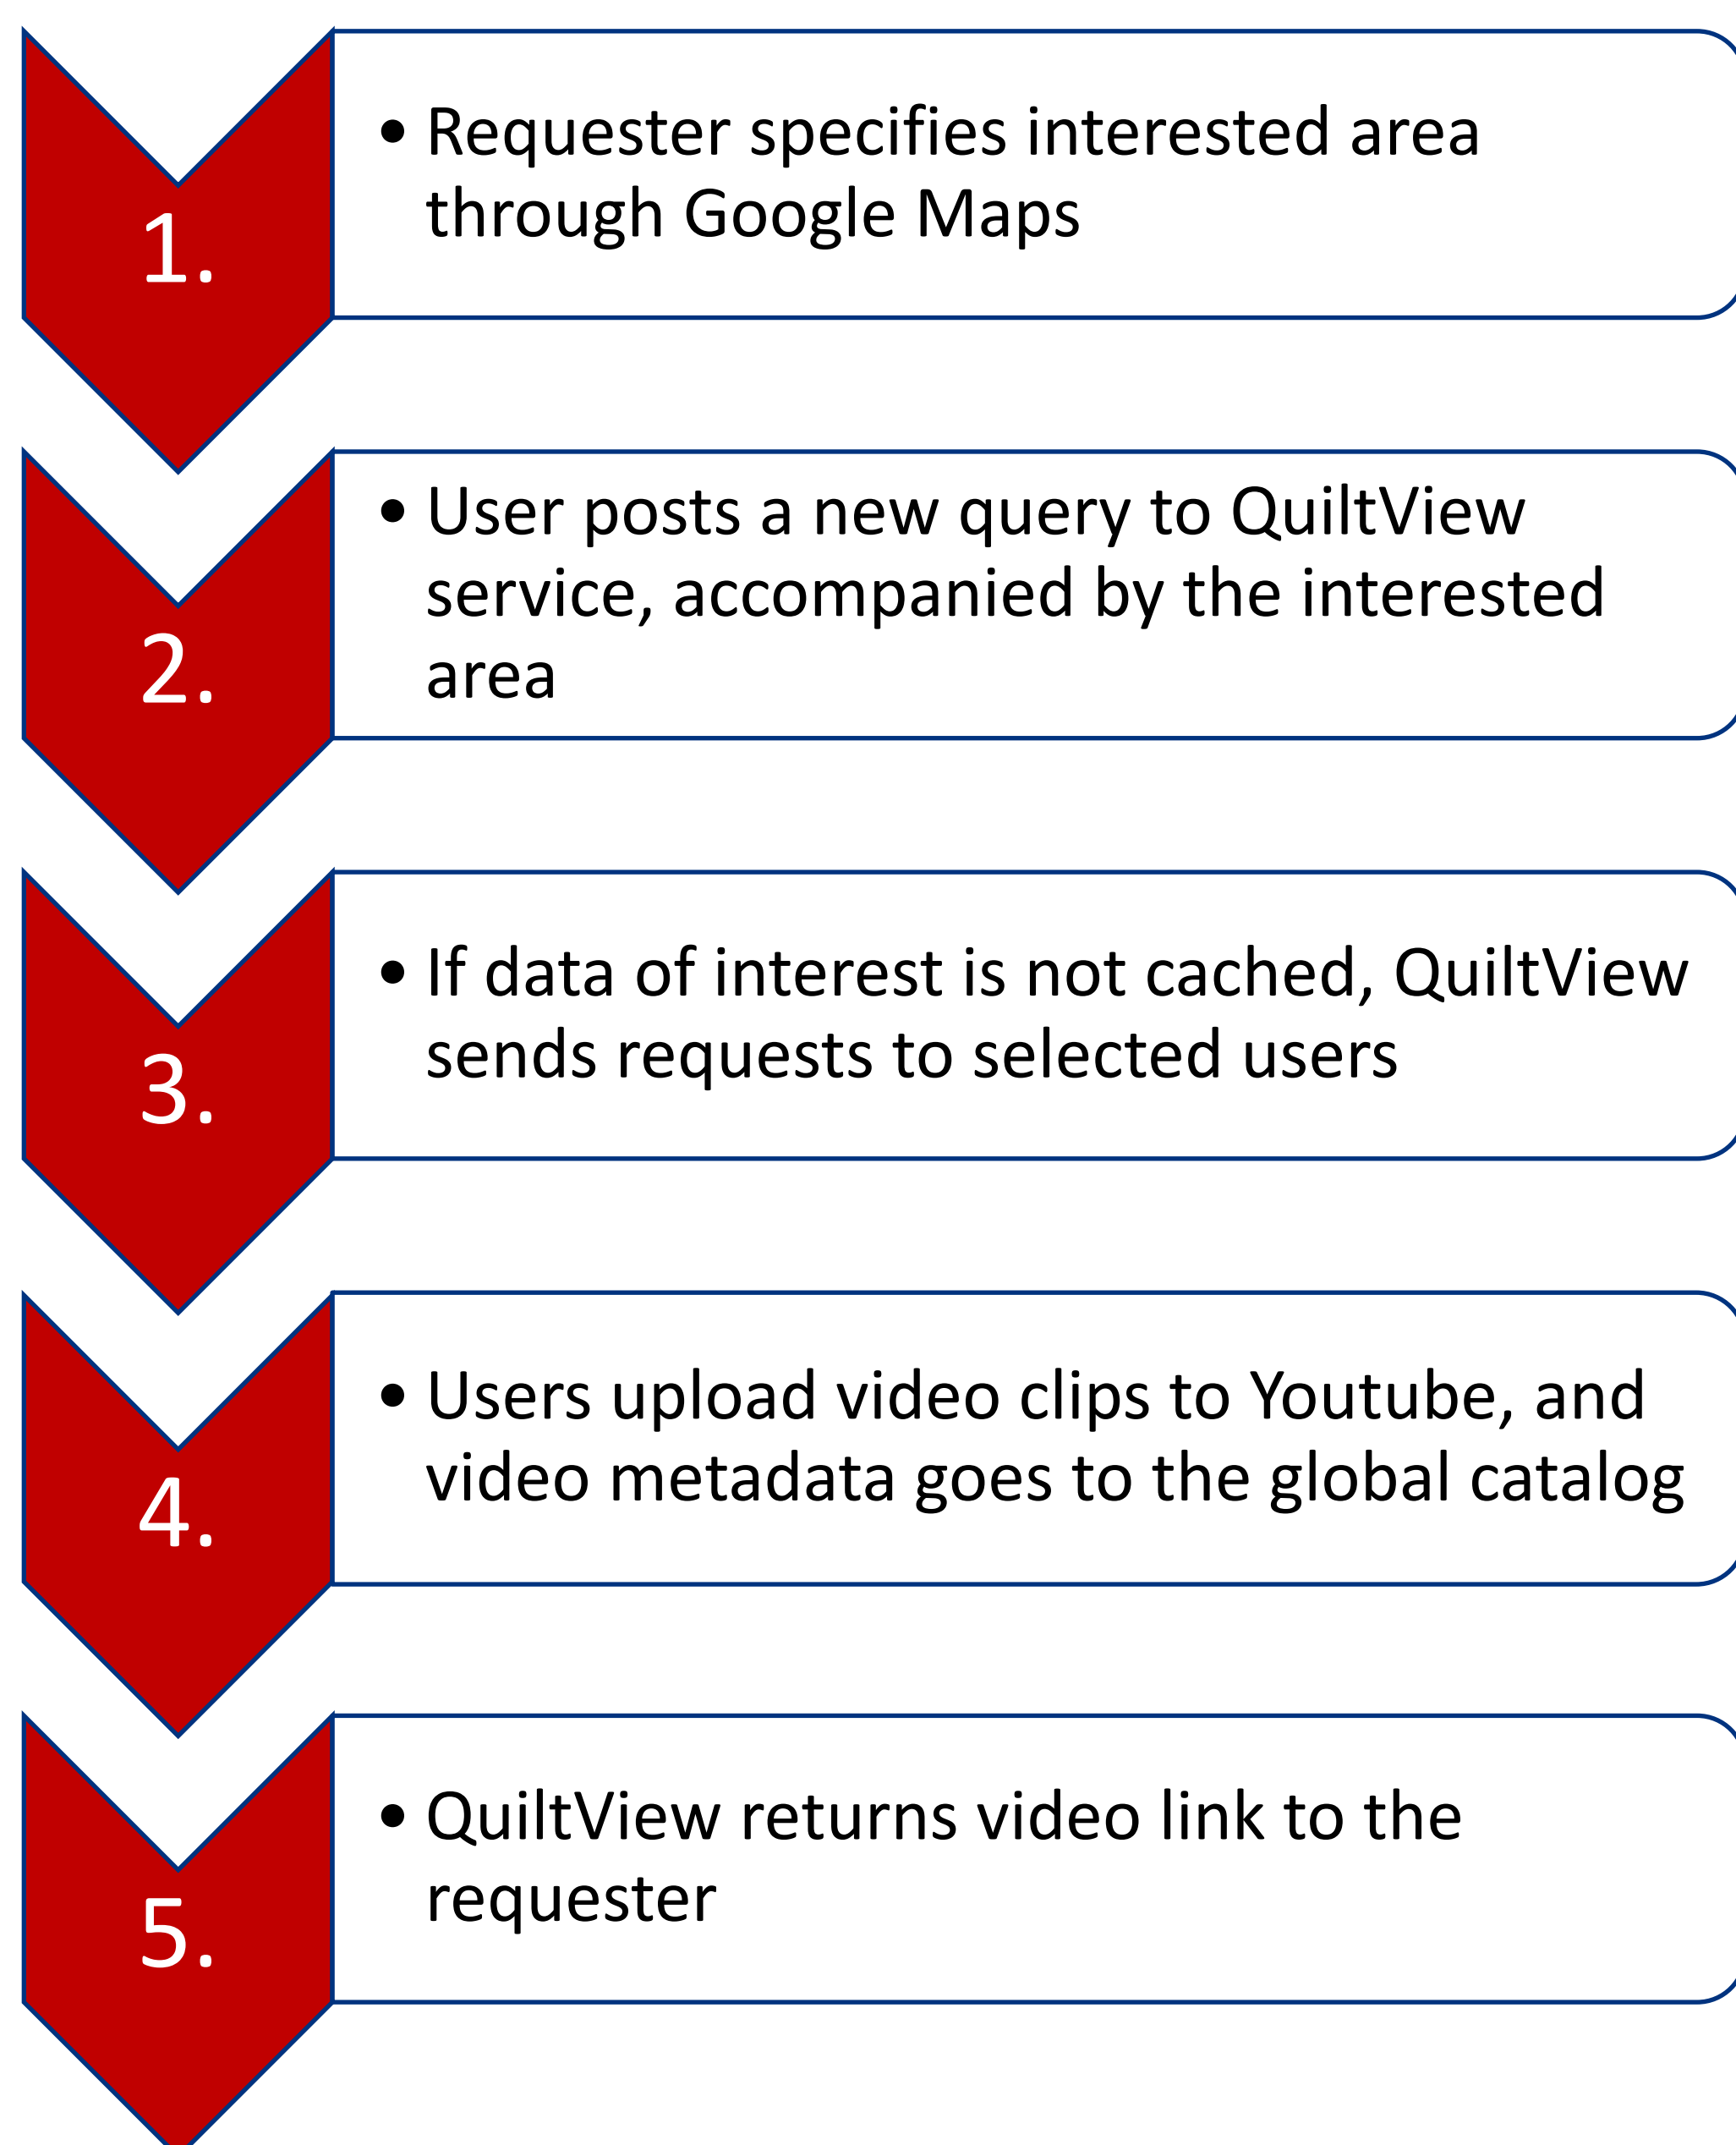 1.
• Requester specifies interested area
through Google Maps
2.
• User posts a new query to QuiltView
service, accompanied by the interested
area
3.
• If data of interest is not cached, QuiltView
sends requests to selected users
4.
• Users upload video clips to Youtube, and
video metadata goes to the global catalog
5.
• QuiltView returns video link to the
requester